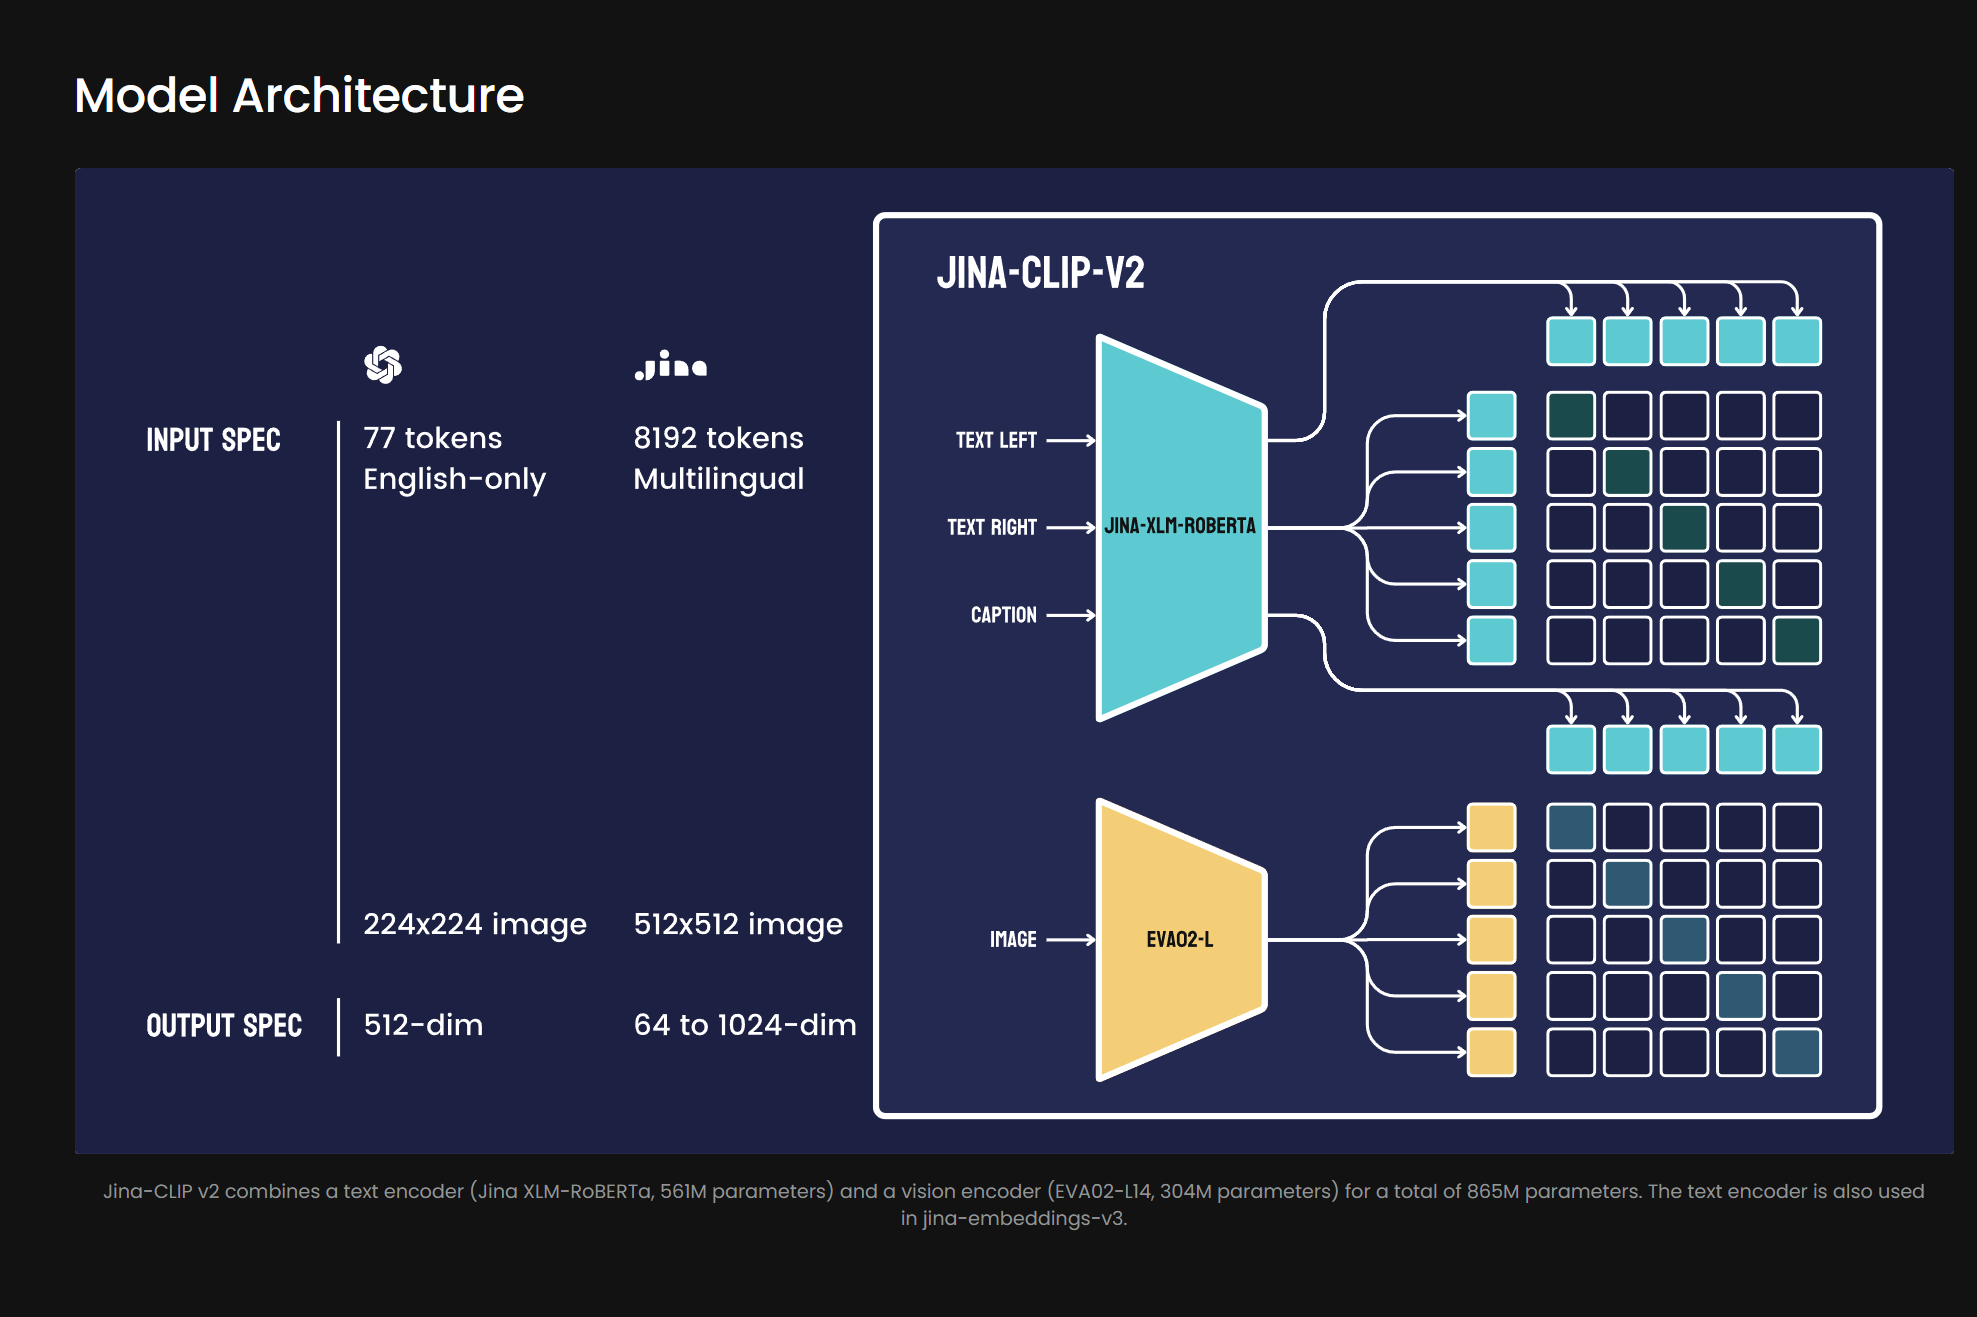 Model Architecture
JINA-CLIP-V2
Jina
INPUT SPEC
77 tokens
English-only
8192 tokens
Multilingual
224x224 image
512x512 image
OUTPUT SPEC
512-dim
64 to 1024-dim
TEXT LEFT
TEXT RIGHT
CAPTION
JINA-XLM-ROBERTA
IMAGE
EVA02-L
Jina-CLIP v2 combines a text encoder (Jina XLM-RoBERTa, 561M parameters) and a vision encoder (EVA02-L14, 304M parameters) for a total of 865M parameters. The text encoder is also used
in jina-embeddings-v3.